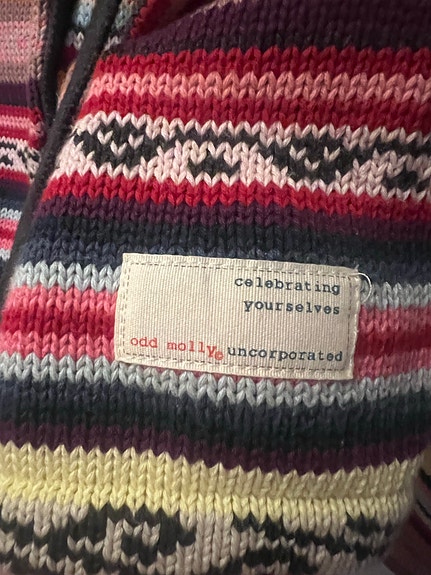 celebrating
yourselves
odd molly© uncorporated